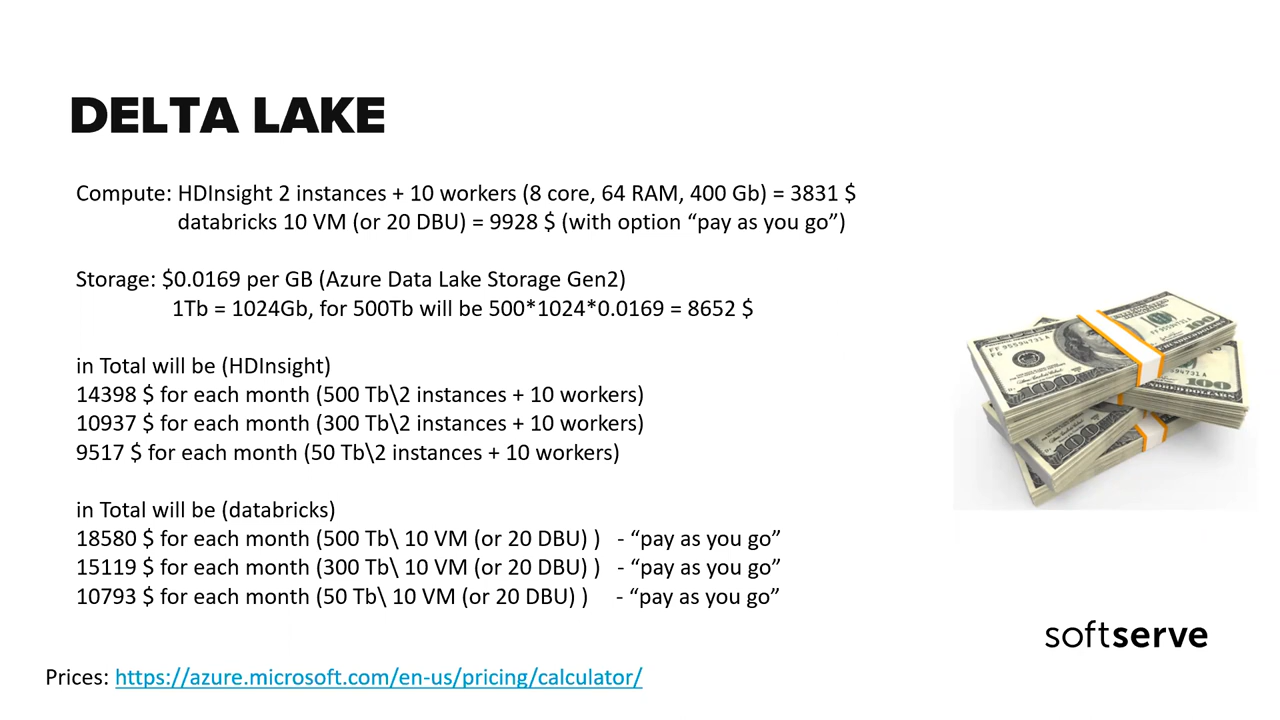 DELTA LAKE
Compute: HDInsight 2 instances + 10 workers (8 core, 64 RAM, 400 Gb) = 3831 $
databricks 10 VM (or 20 DBU) = 9928 $ (with option “pay as you go”)
Storage: $0.0169 per GB (Azure Data Lake Storage Gen2)
1Tb = 1024Gb, for 500Tb will be 500*1024*0.0169 = 8652 $
in Total will be (HDInsight)
14398 $ for each month (500 Tb\2 instances + 10 workers)
10937 $ for each month (300 Tb\2 instances + 10 workers)
9517 $ for each month (50 Tb\2 instances + 10 workers)
in Total will be (databricks)
18580 $ for each month (500 Tb\ 10 VM (or 20 DBU) ) - “pay as you go”
15119 $ for each month (300 Tb\ 10 VM (or 20 DBU) ) - “pay as you go”
10793 $ for each month (50 Tb\ 10 VM (or 20 DBU) ) - “pay as you go”
softserve
Prices: https://azure.microsoft.com/en-us/pricing/calculator/